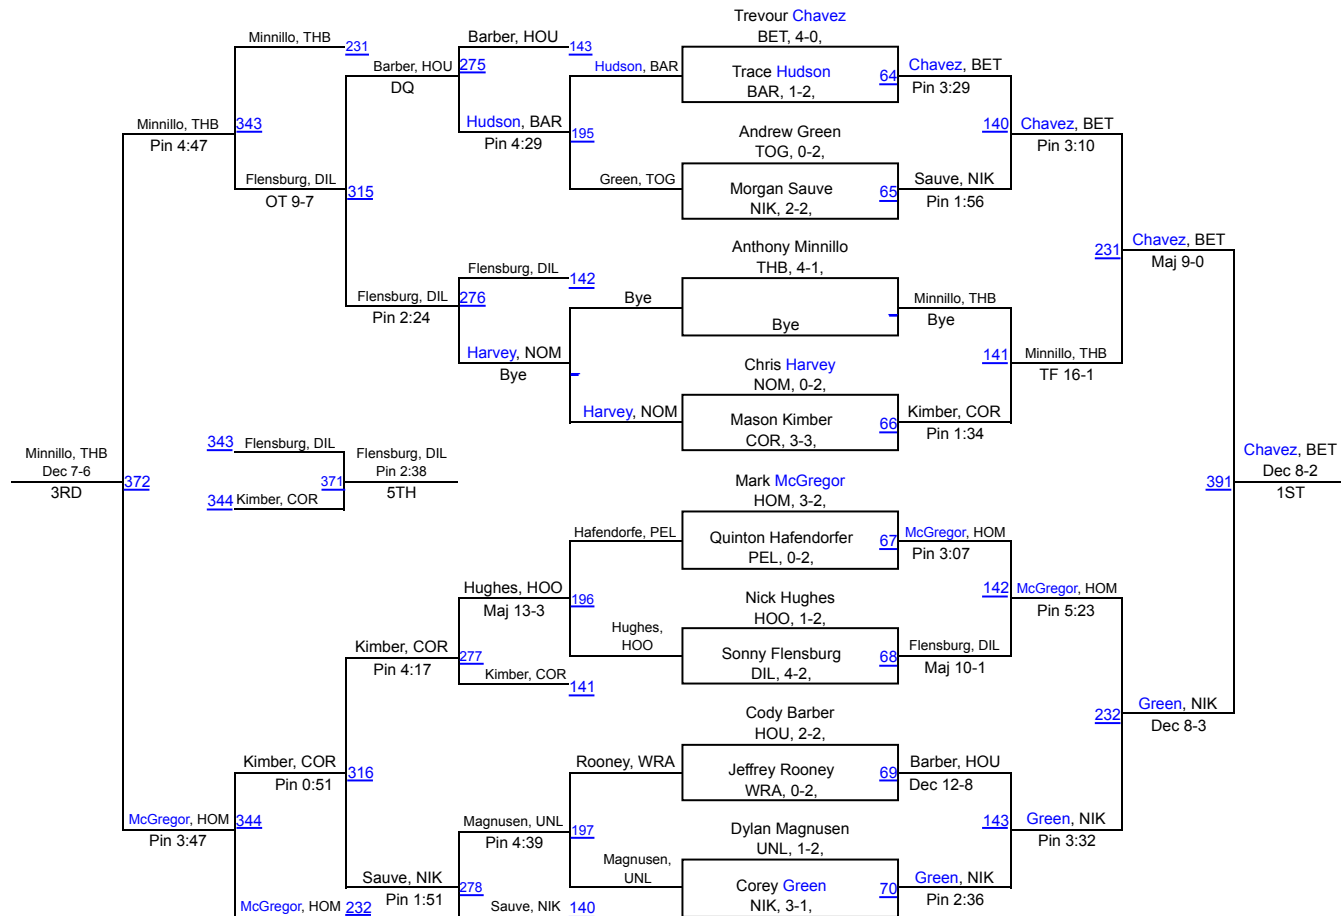 Trevour Chavez
BET, 4-0,
Minnillo, THB
231
Barber, HOU
143
Barber, HOU
275
DQ
Hudson, BAR
Trace Hudson
BAR, 1-2,
64
Chavez, BET
Pin 3:29
Minnillo, THB
343
Pin 4:47
Hudson, BAR
195
Pin 4:29
Andrew Green
TOG, 0-2,
140
Chavez, BET
Pin 3:10
Flensburg, DIL
315
OT 9-7
Green, TOG
Morgan Sauve
NIK, 2-2,
65
Sauve, NIK
Pin 1:56
Anthony Minnillo
THB, 4-1,
231
Chavez, BET
Maj 9-0
Flensburg, DIL
142
Flensburg, DIL
276
Pin 2:24
Bye
Bye
Minnillo, THB
Bye
Harvey, NOM
Bye
Chris Harvey
NOM, 0-2,
141
Minnillo, THB
TF 16-1
Harvey, NOM
Mason Kimber
COR, 3-3,
66
Kimber, COR
Pin 1:34
Minnillo, THB
Dec 7-6
3RD
372
343
Flensburg, DIL
344
Kimber, COR
371
Flensburg, DIL
Pin 2:38
5TH
Chavez, BET
Dec 8-2
1ST
391
Mark McGregor
HOM, 3-2,
Hafendorfe, PEL
Quinton Hafendorfer
PEL, 0-2,
67
McGregor, HOM
Pin 3:07
Hughes, HOO
196
Maj 13-3
Nick Hughes
HOO, 1-2,
142
McGregor, HOM
Pin 5:23
Kimber, COR
277
Pin 4:17
Hughes,
HOO
Sonny Flensburg
DIL, 4-2,
68
Flensburg, DIL
Maj 10-1
Kimber, COR
141
Cody Barber
HOU, 2-2,
232
Green, NIK
Dec 8-3
Kimber, COR
316
Pin 0:51
Rooney, WRA
Jeffrey Rooney
WRA, 0-2,
69
Barber, HOU
Dec 12-8
McGregor, HOM
344
Pin 3:47
Magnusen, UNL
197
Pin 4:39
Dylan Magnusen
UNL, 1-2,
143
Green, NIK
Pin 3:32
Sauve, NIK
278
Pin 1:51
Magnusen,
UNL
Corey Green
NIK, 3-1,
70
Green, NIK
Pin 2:36
McGregor, HOM
232
Sauve, NIK
140